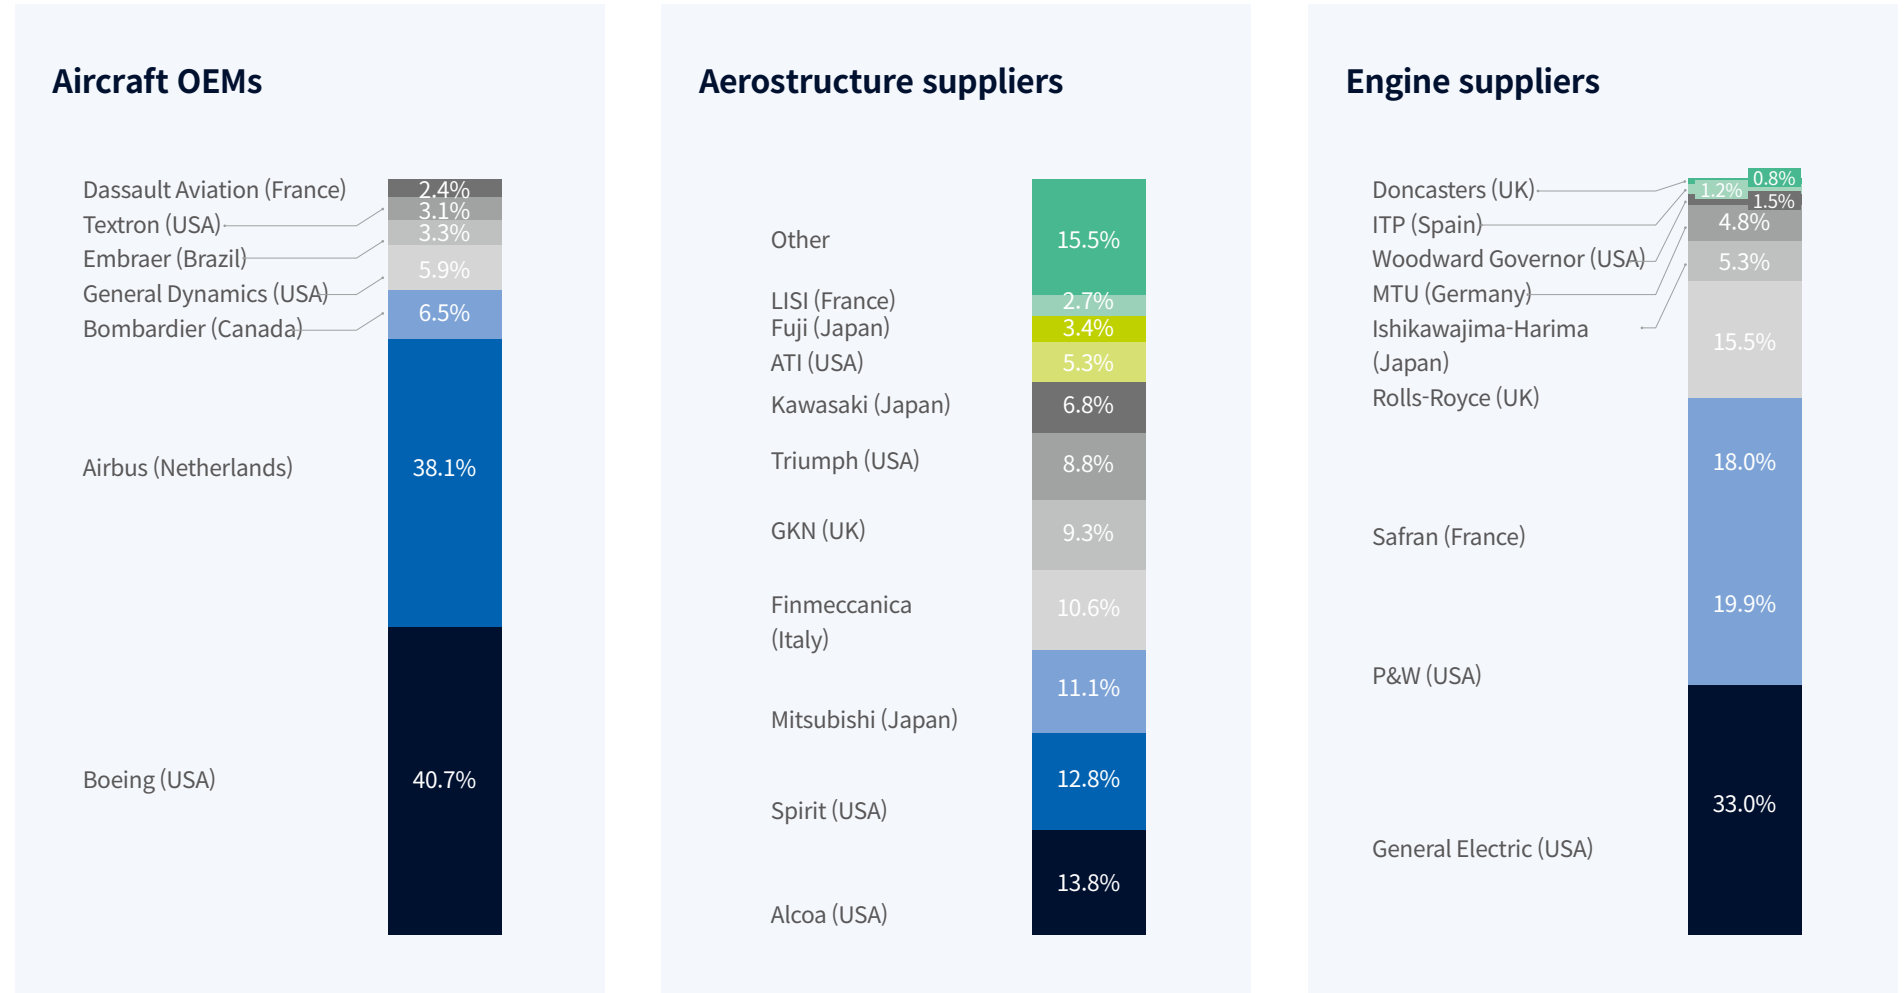 Aircraft OEMs
Dassault Aviation (France)
2.4%
Textron (USA)
3.1%
Embraer (Brazil)
3.3%
General Dynamics (USA)
5.9%
Bombardier (Canada)
6.5%
Airbus (Netherlands)
38.1%
Boeing (USA)
40.7%
Aerostructure suppliers
Other
15.5%
LISI (France)
2.7%
Fuji (Japan)
3.4%
ATI (USA)
5.3%
Kawasaki (Japan)
6.8%
Triumph (USA)
8.8%
GKN (UK)
9.3%
Finmeccanica
(Italy)
10.6%
Mitsubishi (Japan)
11.1%
Spirit (USA)
12.8%
Alcoa (USA)
13.8%
Engine suppliers
Doncasters (UK)
0.8%
ITP (Spain)
1.2%
Woodward Governor (USA)
1.5%
MTU (Germany)
4.8%
Ishikawajima-Harima
(Japan)
5.3%
Rolls-Royce (UK)
15.5%
Safran (France)
18.0%
P&W (USA)
19.9%
General Electric (USA)
33.0%